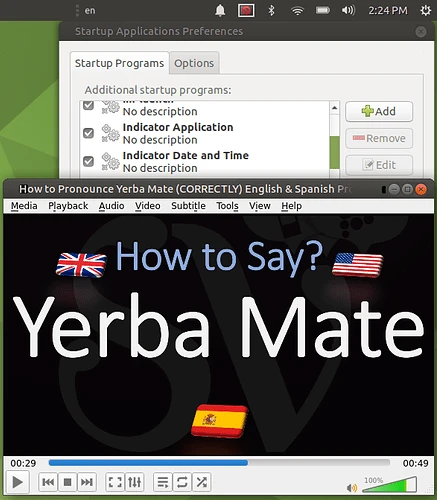 en
2:24 PM
Startup Applications Preferences
Startup Programs
Options
Additional startup programs:
No description
Add
Indicator Application
No description
Remove
Indicator Date and Time
No description
Edit
How to Pronounce Yerba Mate (CORRECTLY) English & Spanish Pr
Media Playback Audio Video Subtitle Tools View Help
How to Say?
Yerba Mate
SV
00:29
00:49
100%